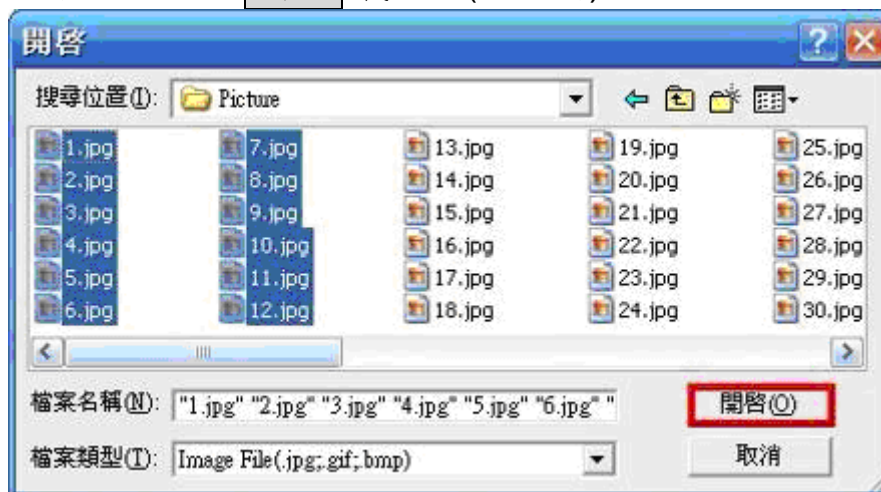 開啓
搜尋位置(I): Picture
1.jpg 7.jpg 13.jpg 19.jpg 25.jpg
2.jpg 8.jpg 14.jpg 20.jpg 26.jpg
3.jpg 9.jpg 15.jpg 21.jpg 27.jpg
4.jpg 10.jpg 16.jpg 22.jpg 28.jpg
5.jpg 11.jpg 17.jpg 23.jpg 29.jpg
6.jpg 12.jpg 18.jpg 24.jpg 30.jpg
檔案名稱(N): "1.jpg" "2.jpg" "3.jpg" "4.jpg" "5.jpg" "6.jpg" " 開啓(O)
檔案類型(T): Image File(.jpg;.gif;.bmp) 取消